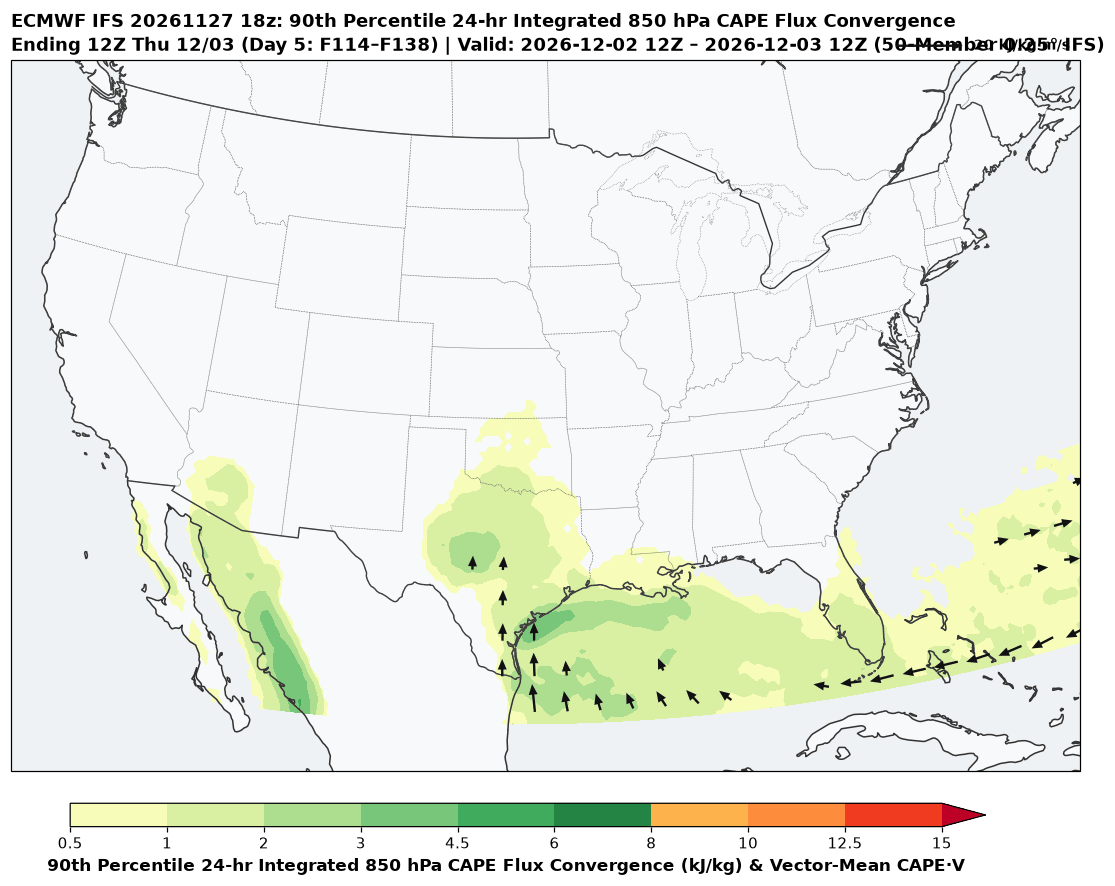 ECMWF IFS 20261127 18z: 90th Percentile 24-hr Integrated 850 hPa CAPE Flux Convergence
Ending 12Z Thu 12/03 (Day 5: F114–F138) | Valid: 2026-12-02 12Z – 2026-12-03 12Z (50-Member 0.25° IFS)
0.5 1 2 3 4.5 6 8 10 12.5 15
90th Percentile 24-hr Integrated 850 hPa CAPE Flux Convergence (kJ/kg) & Vector-Mean CAPE·V